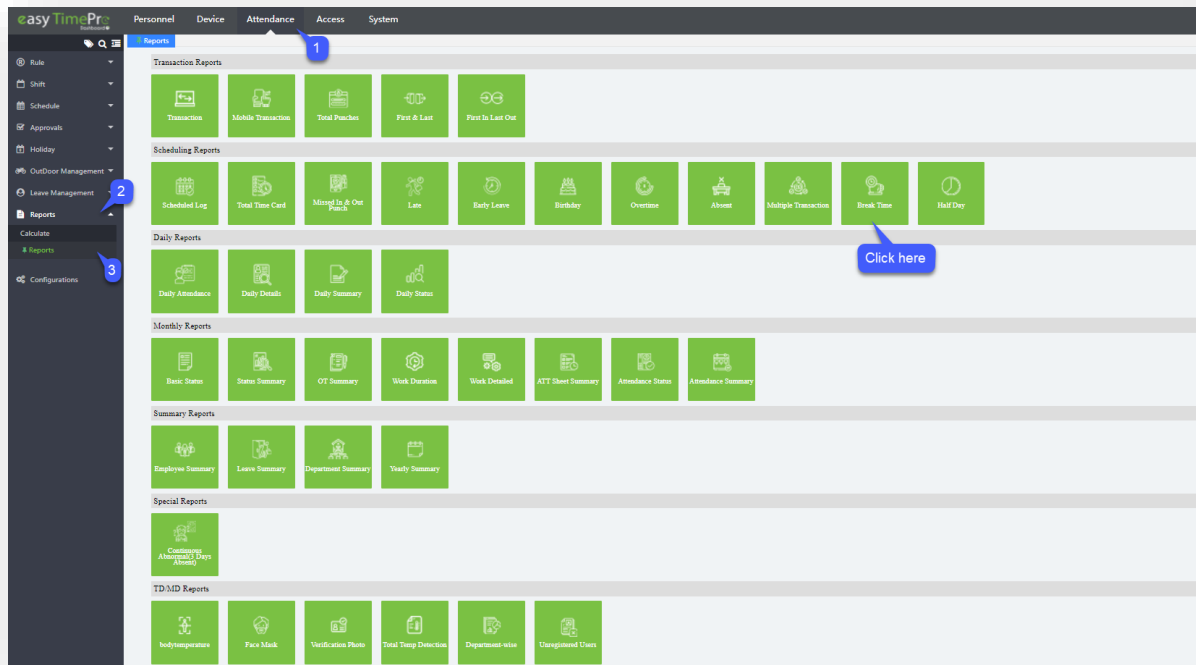 easy TimePro
Dashboard
Personnel Device Attendance Access System
Reports
1
Rule
Shift
Schedule
Approvals
Holiday
OutDoor Management
Leave Management
2
Reports
Calculate
Reports
3
Configurations
Transaction Reports
Transaction
Mobile Transaction
Total Punches
First & Last
First In Last Out
Scheduling Reports
Scheduled Log
Total Time Card
Missed In & Out
Punch
Late
Early Leave
Birthday
Overtime
Absent
Multiple Transaction
Break Time
Half Day
Click here
Daily Reports
Daily Attendance
Daily Details
Daily Summary
Daily Status
Monthly Reports
Basic Status
Status Summary
OT Summary
Work Duration
Work Detailed
ATT Sheet Summary
Attendance Status
Attendance Summary
Summary Reports
Employee Summary
Leave Summary
Department Summary
Yearly Summary
Special Reports
Continuous
Abnormal(3 Days
Absent)
TD/MD Reports
bodytemperature
Face Mask
Verification Photo
Total Temp Detection
Department-wise
Unregistered Users